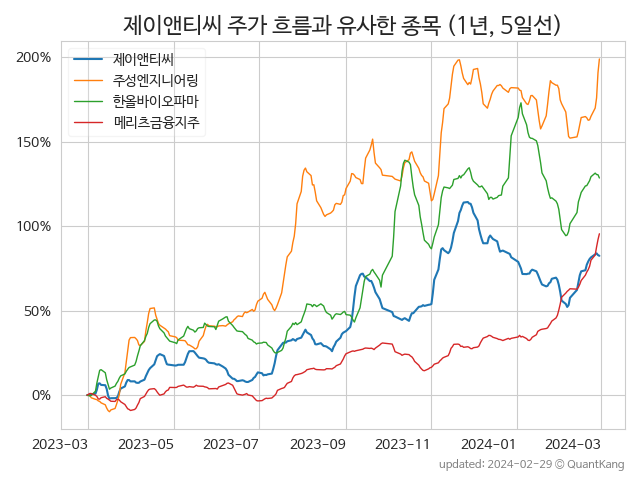 제이앤티씨 주가 흐름과 유사한 종목 (1년, 5일선)
제이앤티씨
주성엔지니어링
한올바이오파마
메리츠금융지주
200%
150%
100%
50%
0%
2023-03 2023-05 2023-07 2023-09 2023-11 2024-01 2024-03
updated: 2024-02-29 © QuantKang